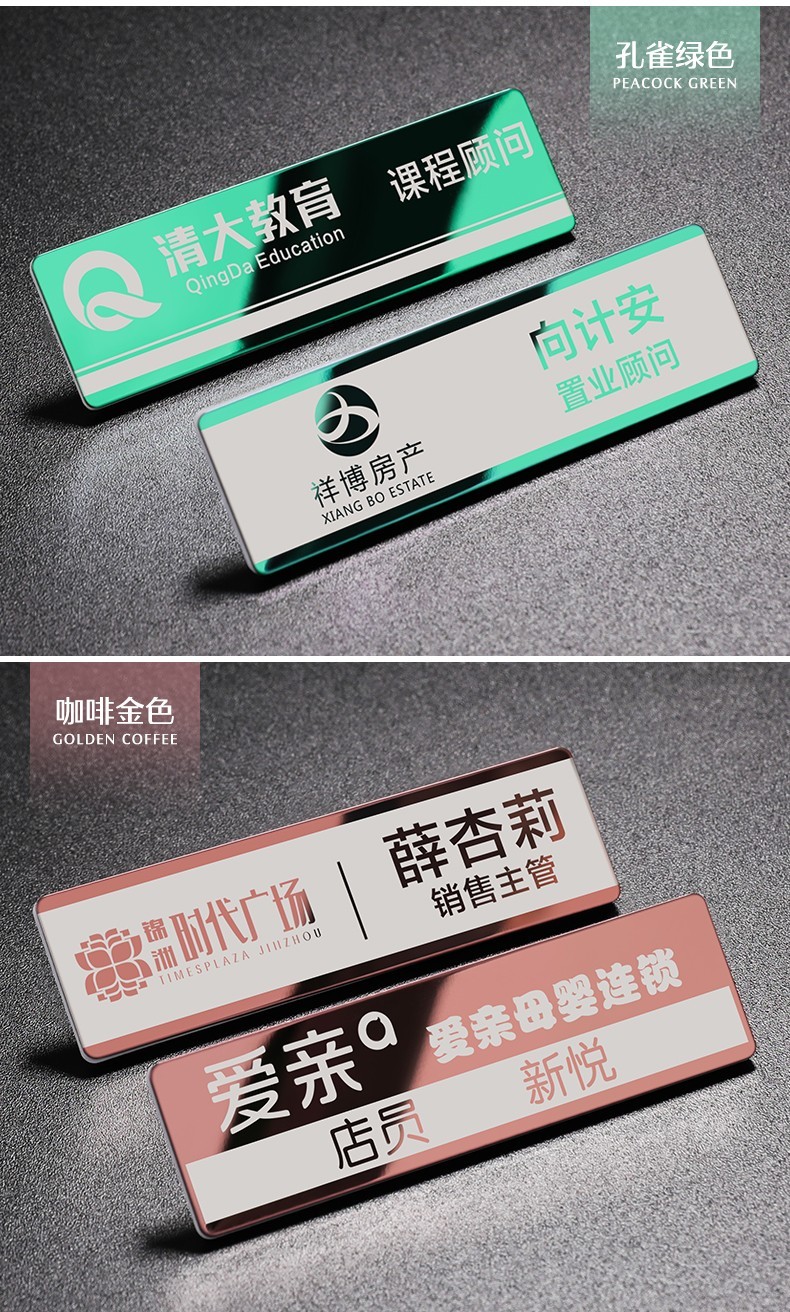 孔雀绿色
PEACOCK GREEN
清大教育
QingDa Education
课程顾问
向计安
置业顾问
祥博房产
XIANG BO ESTATE
咖啡金色
GOLDEN COFFEE
薛杏莉
销售主管
锦洲
时代广场
TIMESPLAZA JINZHOU
爱亲a
爱亲母婴连锁
店员
新悦